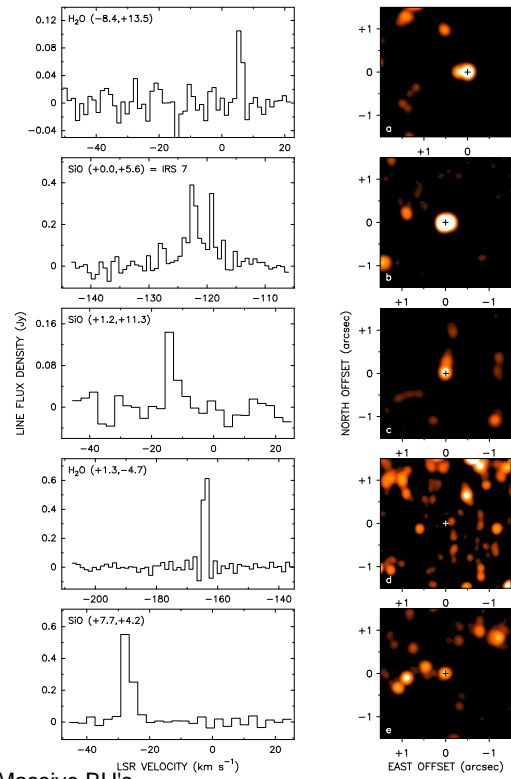 H2O (−8.4,+13.5)
0.12
0.08
0.04
0
−0.04
−40 −20 0 20
+1
0
−1
a
+1 0
SiO (+0.0,+5.6) = IRS 7
0.4
0.2
0
−140 −130 −120 −110
+1
0
−1
b
+1 0 −1
SiO (+1.2,+11.3)
0.16
0.08
0
−40 −20 0 20
LINE FLUX DENSITY (Jy)
NORTH OFFSET (arcsec)
+1
0
−1
c
+1 0 −1
H2O (+1.3,−4.7)
0.6
0.4
0.2
0
−200 −180 −160 −140
+1
0
−1
d
+1 0 −1
SiO (+7.7,+4.2)
0.6
0.4
0.2
0
−40 −20 0 20
LSR VELOCITY (km s−1)
+1
0
−1
e
+1 0 −1
EAST OFFSET (arcsec)